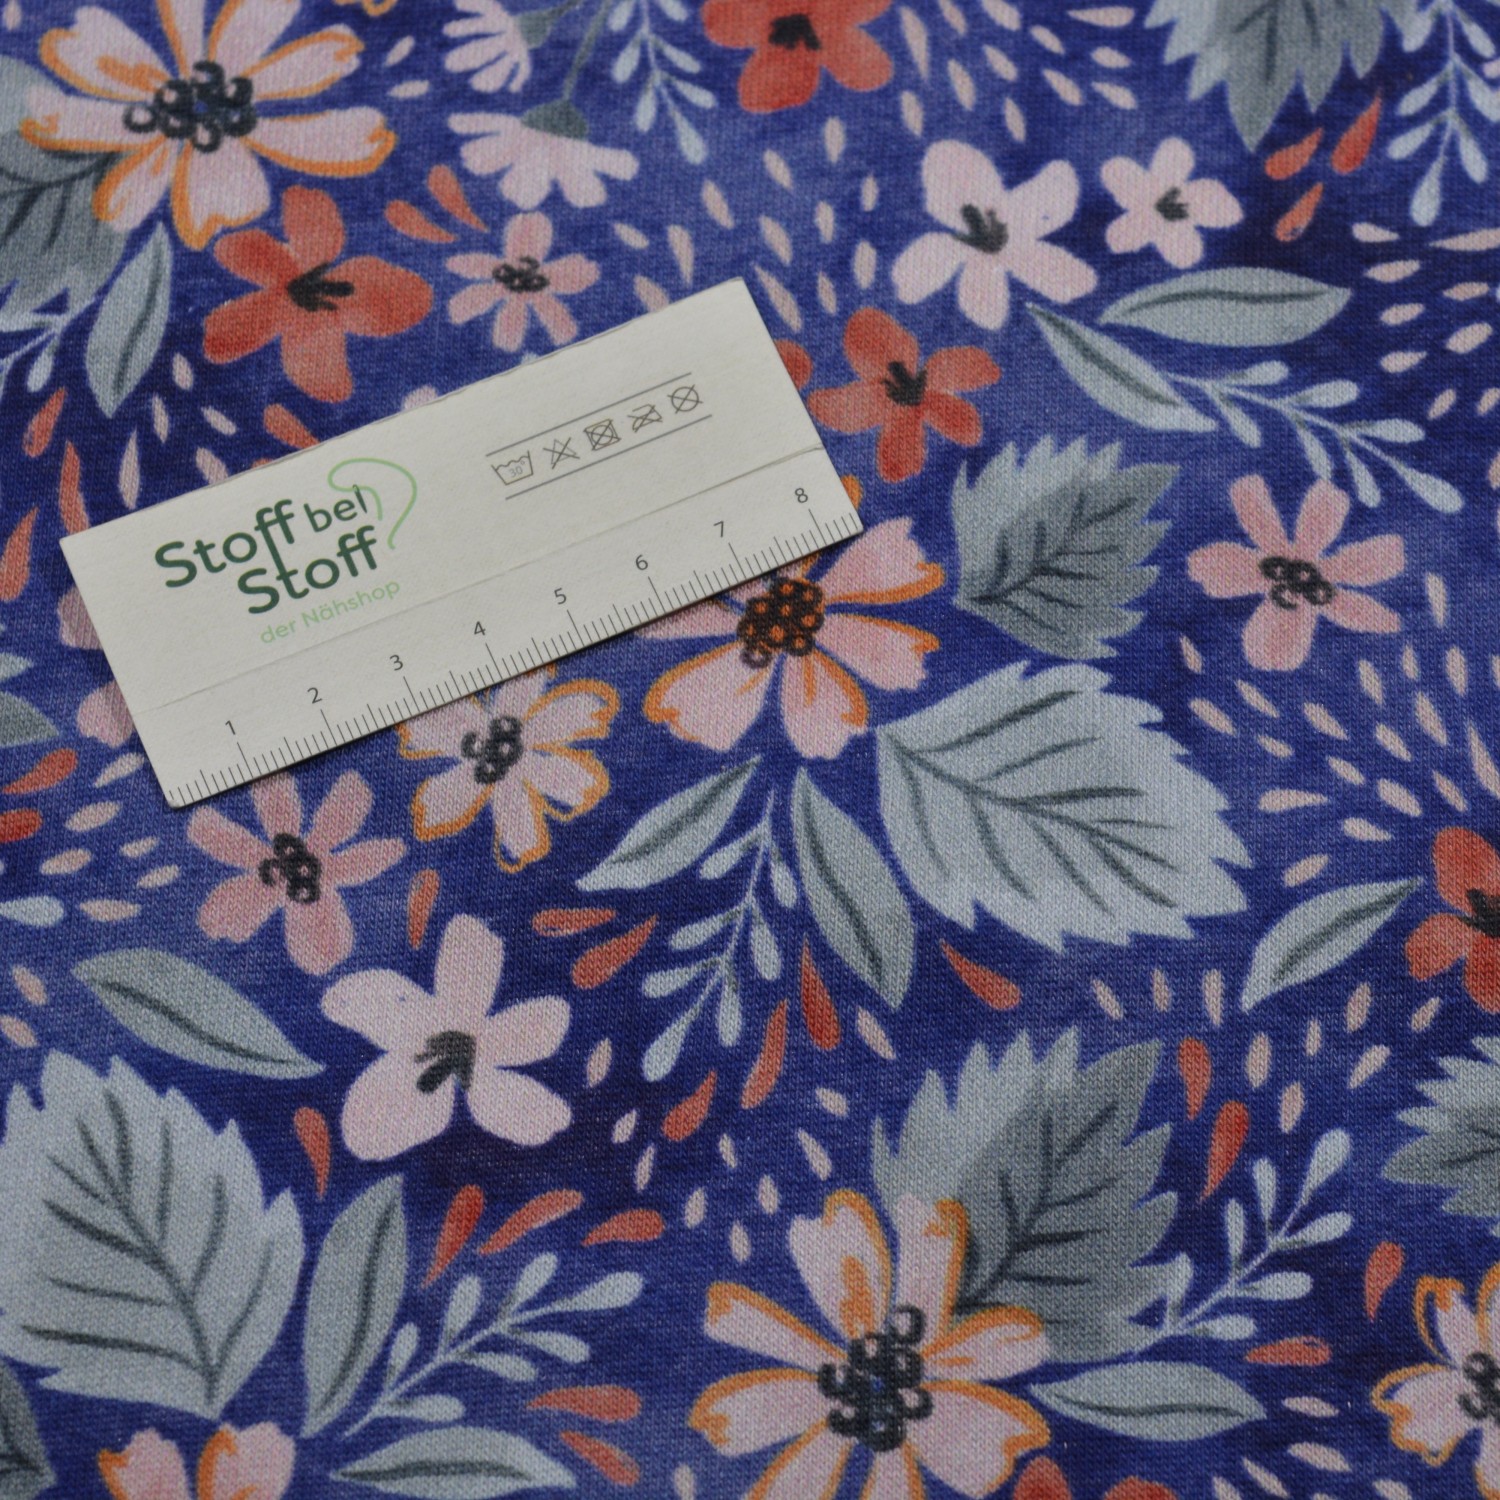 Stoff bei
Stoff
der Nähshop
30°
1 2 3 4 5 6 7 8